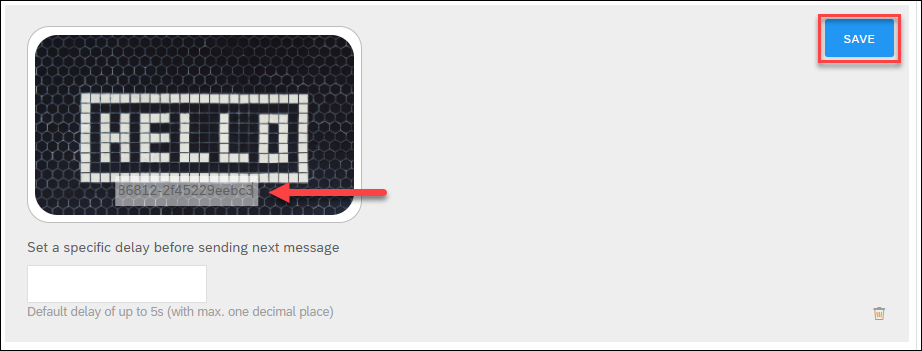 SAVE
HELLO
86812-2f45229eebc3
Set a specific delay before sending next message
Default delay of up to 5s (with max. one decimal place)